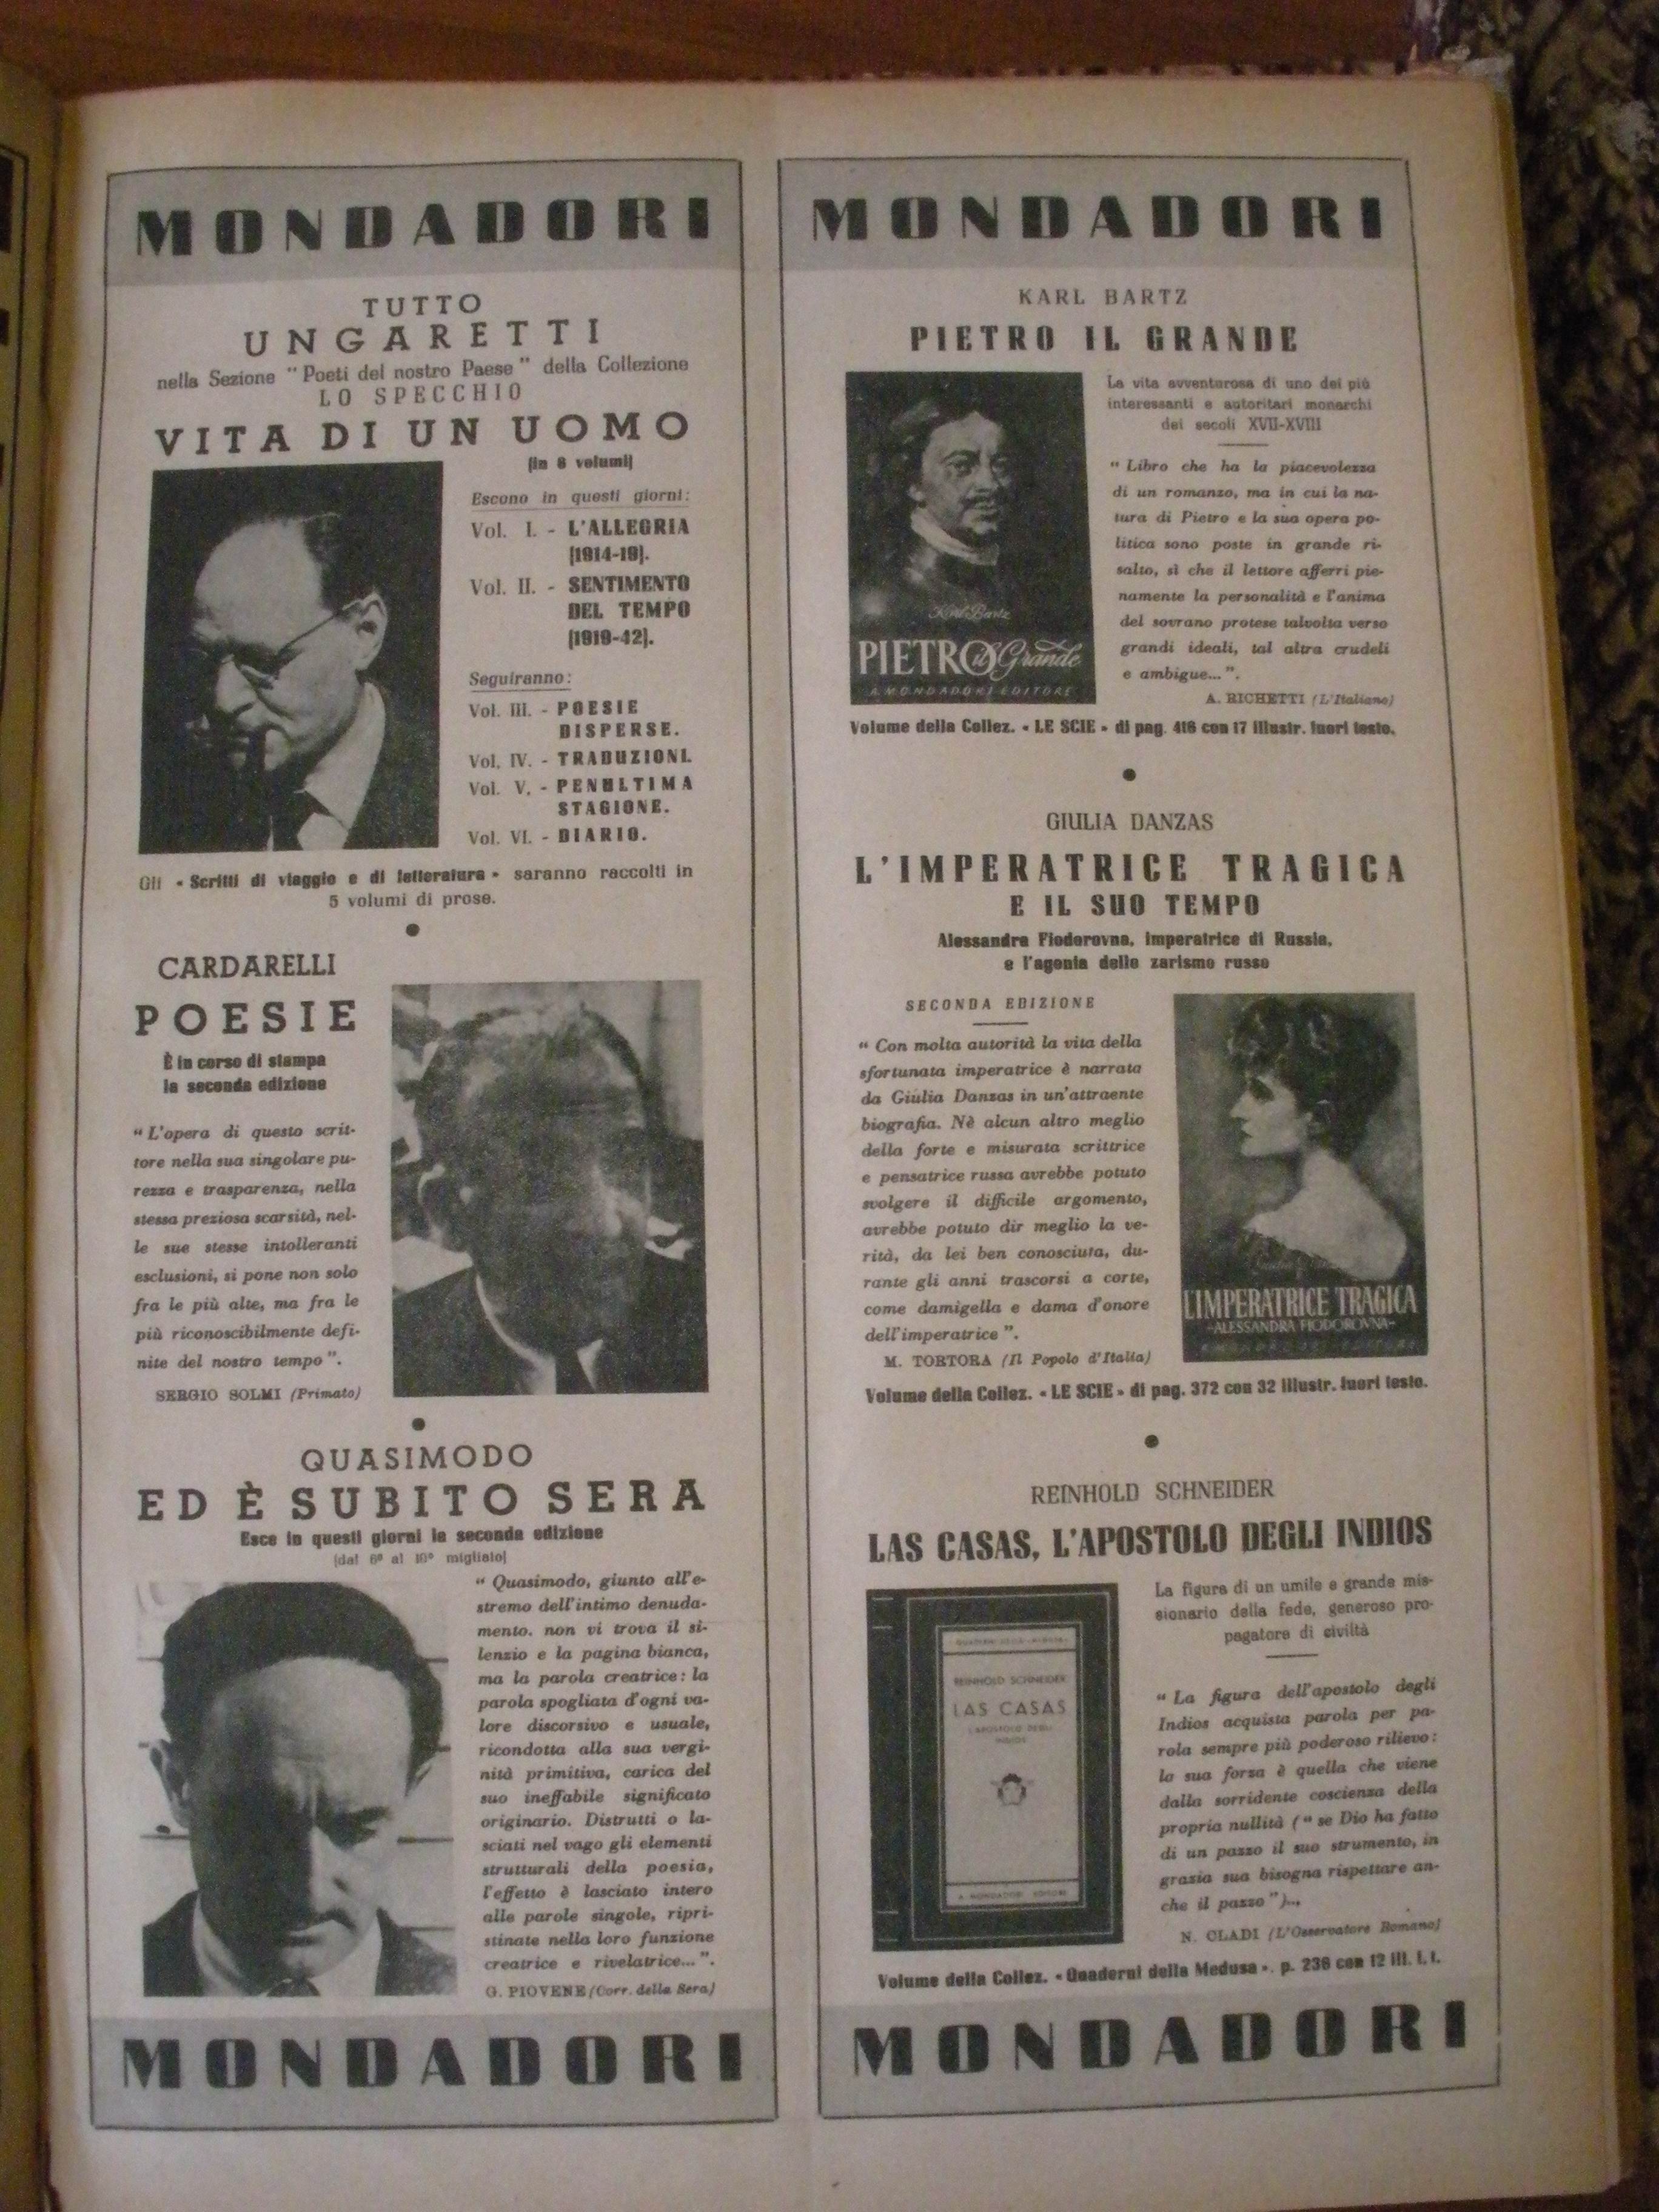 MONDADORI
TUTTO
UNGARETTI
nella Sezione "Poeti del nostro Paese" della Collezione
LO SPECCHIO
VITA DI UN UOMO
(in 6 volumi)
Escono in questi giorni:
Vol. I. - L'ALLEGRIA
(1914-19).
Vol. II. - SENTIMENTO
DEL TEMPO
(1919-42).
Seguiranno:
Vol. III. - POESIE
DISPERSE.
Vol. IV. - TRADUZIONI.
Vol. V. - PENULTIMA
STAGIONE.
Vol. VI. - DIARIO.
Gli «Scritti di viaggio e di letteratura» saranno raccolti in
5 volumi di prose.
CARDARELLI
POESIE
È in corso di stampa
la seconda edizione
"L'opera di questo scrit-
tore nella sua singolare pu-
rezza e trasparenza, nella
stessa preziosa scarsità, nel-
le sue stesse intolleranti
esclusioni, si pone non solo
fra le più alte, ma fra le
più riconoscibilmente defi-
nite del nostro tempo".
SERGIO SOLMI (Primato)
QUASIMODO
ED È SUBITO SERA
Esce in questi giorni la seconda edizione
(dal 6° al 10° migliaio)
"Quasimodo, giunto all'e-
stremo dell'intimo denuda-
mento. non vi trova il si-
lenzio e la pagina bianca,
ma la parola creatrice: la
parola spogliata d'ogni va-
lore discorsivo e usuale,
ricondotta alla sua vergi-
nità primitiva, carica del
suo ineffabile significato
originario. Distrutti o la-
sciati nel vago gli elementi
strutturali della poesia,
l'effetto è lasciato intero
alle parole singole, ripri-
stinate nella loro funzione
creatrice e rivelatrice...".
G. PIOVENE (Corr. della Sera)
MONDADORI
MONDADORI
KARL BARTZ
PIETRO IL GRANDE
Karl Bartz
PIETRO il Grande
A. MONDADORI EDITORE
La vita avventurosa di uno dei più
interessanti e autoritari monarchi
dei secoli XVII-XVIII
"Libro che ha la piacevolezza
di un romanzo, ma in cui la na-
tura di Pietro e la sua opera po-
litica sono poste in grande ri-
salto, sì che il lettore afferri pie-
namente la personalità e l'anima
del sovrano protese talvolta verso
grandi ideali, tal altra crudeli
e ambigue...".
A. RICHETTI (L'Italiano)
Volume della Collez. «LE SCIE» di pag. 416 con 17 illustr. fuori testo.
GIULIA DANZAS
L'IMPERATRICE TRAGICA
E IL SUO TEMPO
Alessandra Fiodorovna, imperatrice di Russia,
e l'agonia dello zarismo russo
SECONDA EDIZIONE
"Con molta autorità la vita della
sfortunata imperatrice è narrata
da Giulia Danzas in un'attraente
biografia. Nè alcun altro meglio
della forte e misurata scrittrice
e pensatrice russa avrebbe potuto
svolgere il difficile argomento,
avrebbe potuto dir meglio la ve-
rità, da lei ben conosciuta, du-
rante gli anni trascorsi a corte,
come damigella e dama d'onore
dell'imperatrice".
M. TORTORA (Il Popolo d'Italia)
L'IMPERATRICE TRAGICA
-ALESSANDRA FIODOROVNA-
Volume della Collez. «LE SCIE» di pag. 372 con 32 illustr. fuori testo.
REINHOLD SCHNEIDER
LAS CASAS, L'APOSTOLO DEGLI INDIOS
REINHOLD SCHNEIDER
LAS CASAS
L'APOSTOLO DEGLI
INDIOS
A. MONDADORI EDITORE
La figura di un umile e grande mis-
sionario della fede, generoso pro-
pagatore di civiltà
"La figura dell'apostolo degli
Indios acquista parola per pa-
rola sempre più poderoso rilievo:
la sua forza è quella che viene
dalla sorridente coscienza della
propria nullità ("se Dio ha fatto
di un pazzo il suo strumento, in
grazia sua bisogna rispettare an-
che il pazzo")...
N. CLADI (L'Osservatore Romano)
Volume della Collez. «Quaderni della Medusa». p. 236 con 12 ill. f. t.
MONDADORI